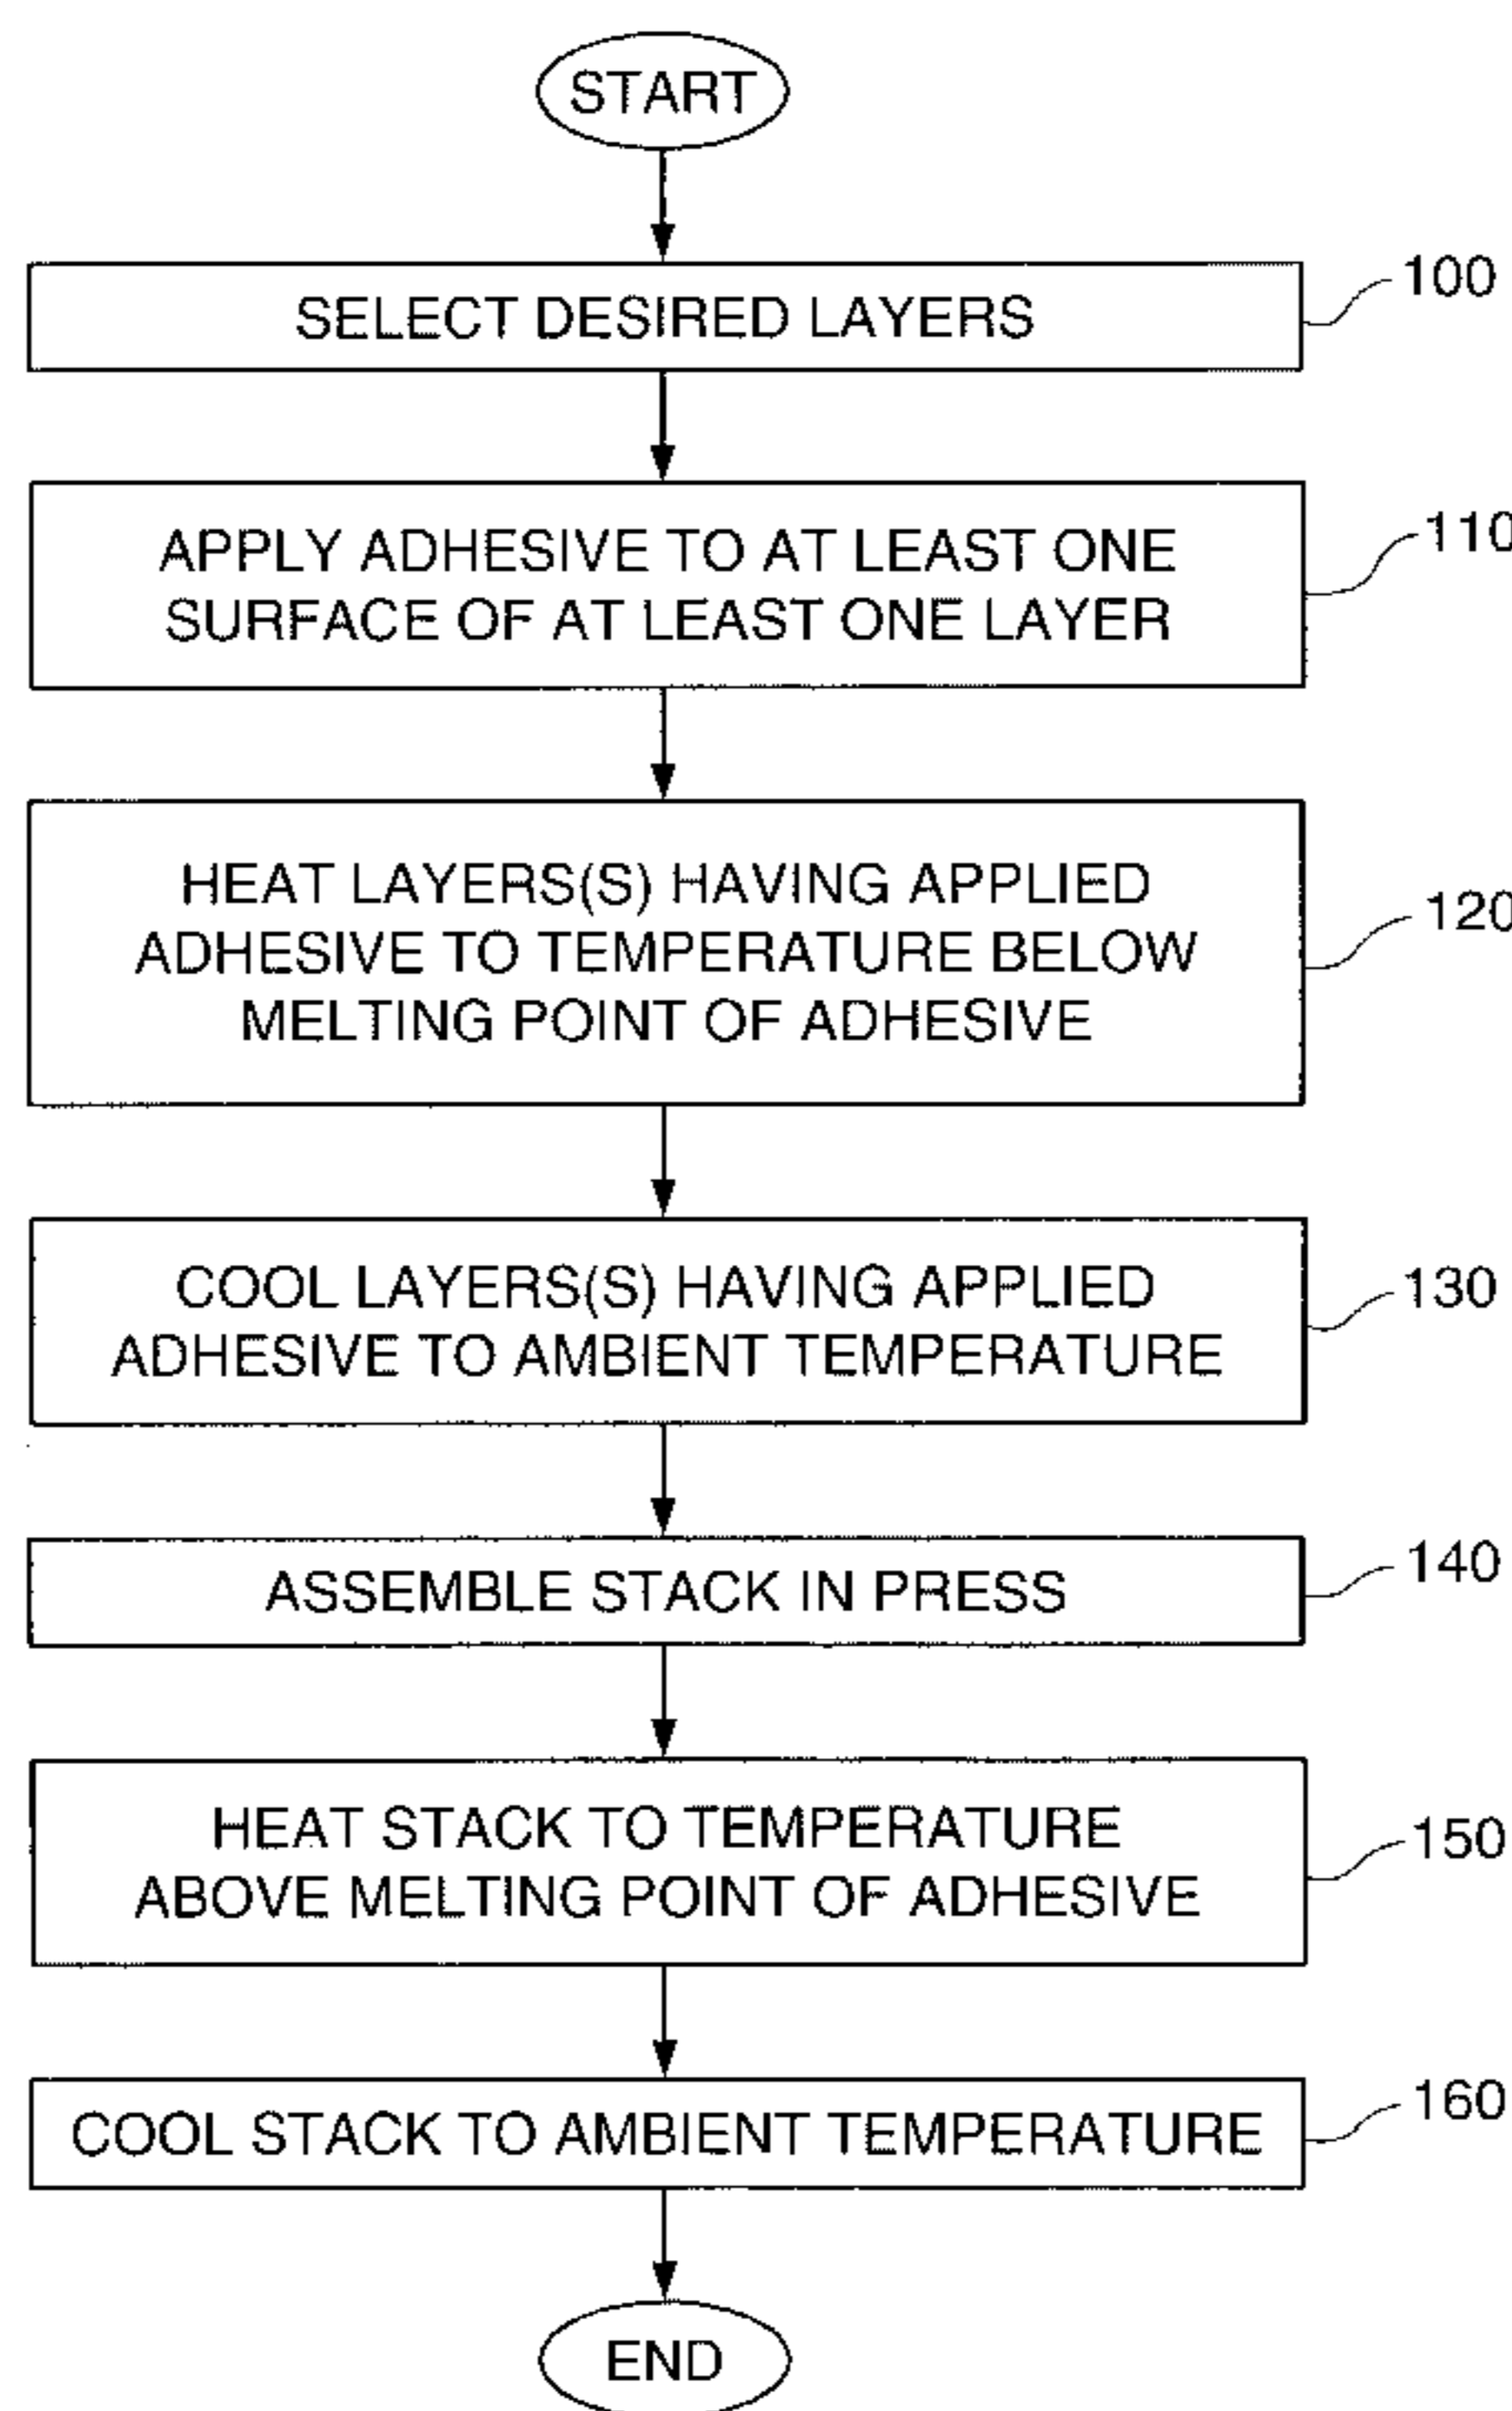 START
SELECT DESIRED LAYERS
100
APPLY ADHESIVE TO AT LEAST ONE
SURFACE OF AT LEAST ONE LAYER
110
HEAT LAYERS(S) HAVING APPLIED
ADHESIVE TO TEMPERATURE BELOW
MELTING POINT OF ADHESIVE
120
COOL LAYERS(S) HAVING APPLIED
ADHESIVE TO AMBIENT TEMPERATURE
130
ASSEMBLE STACK IN PRESS
140
HEAT STACK TO TEMPERATURE
ABOVE MELTING POINT OF ADHESIVE
150
COOL STACK TO AMBIENT TEMPERATURE
160
END